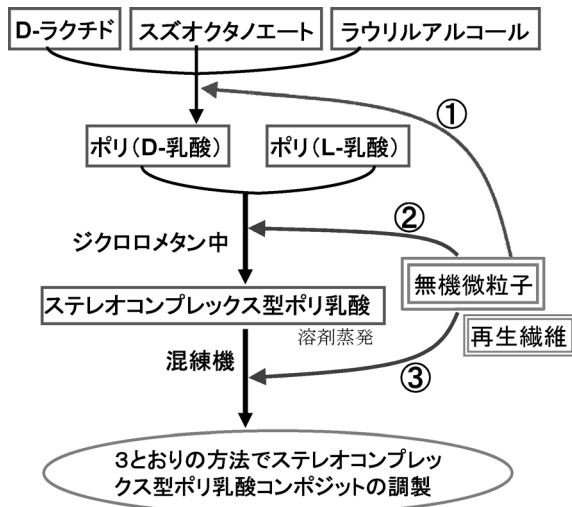 D-ラクチド
スズオクタノエート
ラウリルアルコール
①
ポリ（D-乳酸）
ポリ（L-乳酸）
②
ジクロロメタン中
無機微粒子
ステレオコンプレックス型ポリ乳酸
溶剤蒸発
再生繊維
混練機
③
３とおりの方法でステレオコンプレッ
クス型ポリ乳酸コンポジットの調製